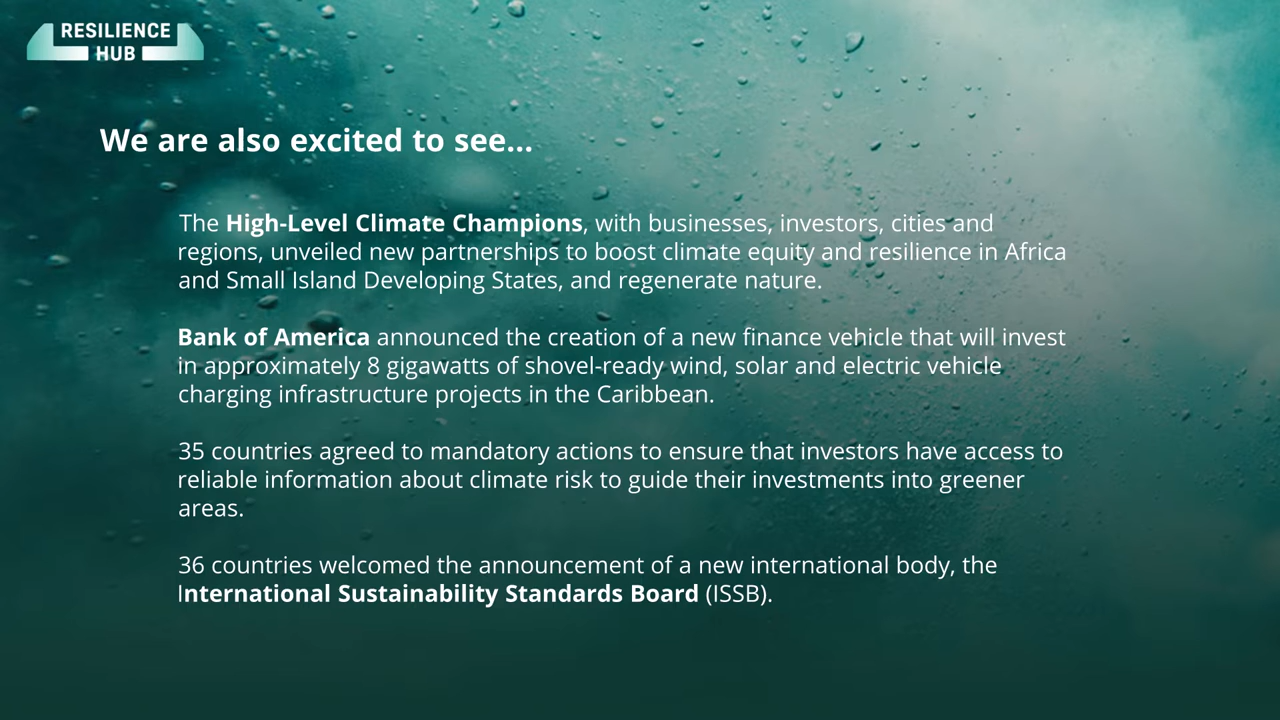 RESILIENCE
HUB
We are also excited to see...
The High-Level Climate Champions, with businesses, investors, cities and
regions, unveiled new partnerships to boost climate equity and resilience in Africa
and Small Island Developing States, and regenerate nature.
Bank of America announced the creation of a new finance vehicle that will invest
in approximately 8 gigawatts of shovel-ready wind, solar and electric vehicle
charging infrastructure projects in the Caribbean.
35 countries agreed to mandatory actions to ensure that investors have access to
reliable information about climate risk to guide their investments into greener
areas.
36 countries welcomed the announcement of a new international body, the
International Sustainability Standards Board (ISSB).